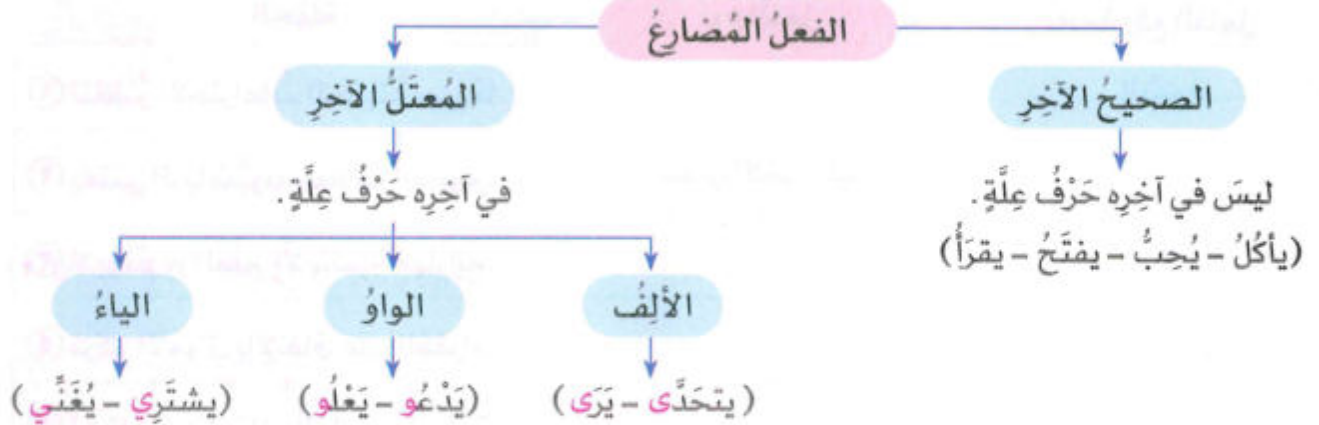 الفعلُ المُضارِعُ
الصحيحُ الآخِرِ
المُعتَلُّ الآخِرِ
ليسَ في آخِرِه حَرْفُ عِلَّةٍ.
(يأكُلُ – يُحِبُّ – يفتَحُ – يقرَأُ)
في آخِرِه حَرْفُ عِلَّةٍ.
الألِفُ
الواوُ
الياءُ
(يتحَدَّى – يَرَى)
(يَدْعُو – يَعْلُو)
(يشتَرِي – يُغَنِّي)